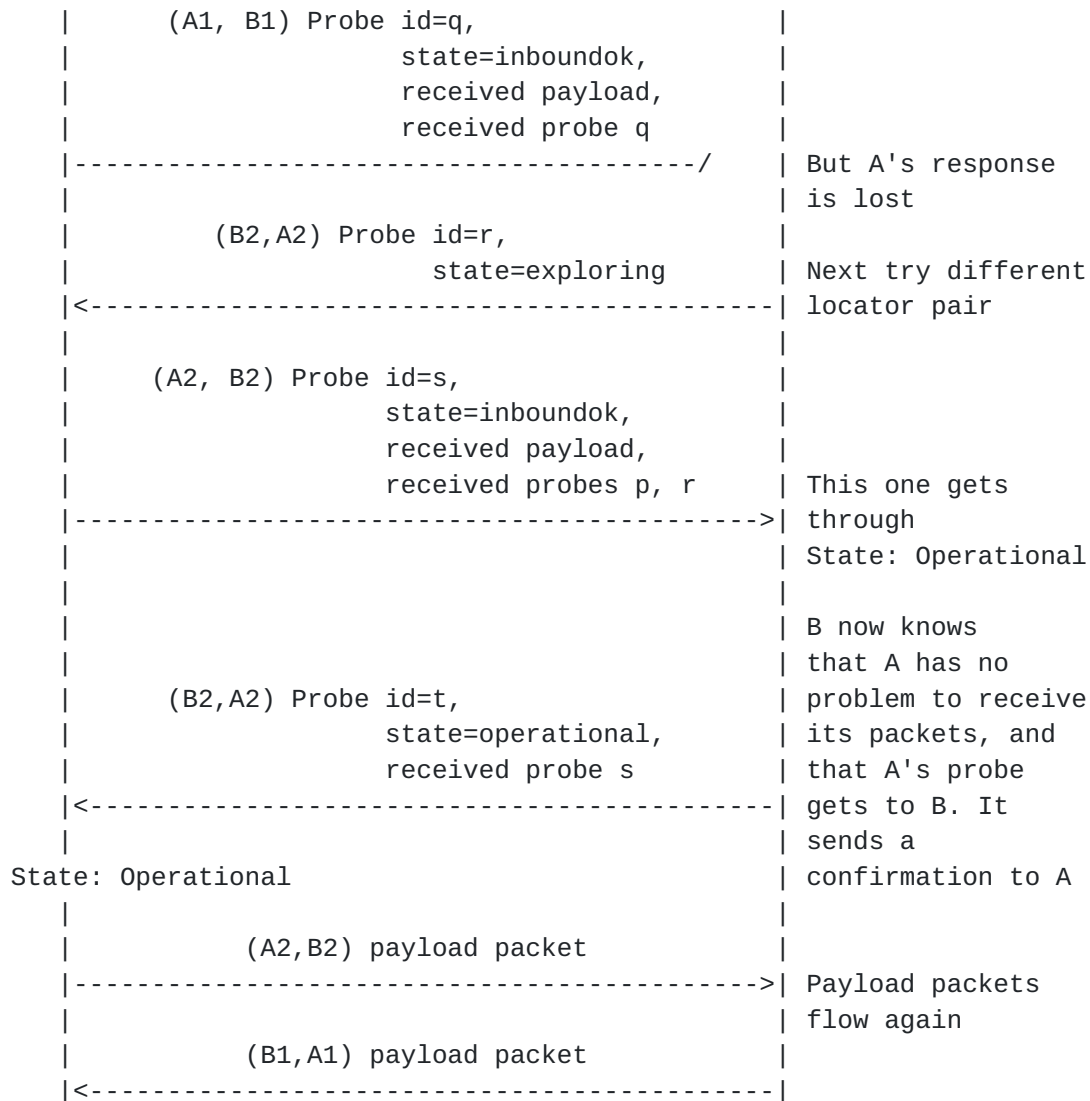 |      (A1, B1) Probe id=q,                   |
|                     state=inboundok,        |
|                     received payload,       |
|                     received probe q        |
|----------------------------------------/    | But A's response
|                                             | is lost
|         (B2,A2) Probe id=r,                 |
|                       state=exploring       | Next try different
|<--------------------------------------------| locator pair
|                                             |
|     (A2, B2) Probe id=s,                    |
|                    state=inboundok,         |
|                    received payload,        |
|                    received probes p, r     | This one gets
|-------------------------------------------->| through
|                                             | State: Operational
|                                             |
|                                             | B now knows
|                                             | that A has no
|      (B2,A2) Probe id=t,                    | problem to receive
|                    state=operational,       | its packets, and
|                    received probe s         | that A's probe
|<--------------------------------------------| gets to B. It
|                                             | sends a
State: Operational                               | confirmation to A
|                                             |
|           (A2,B2) payload packet            |
|-------------------------------------------->| Payload packets
|                                             | flow again
|           (B1,A1) payload packet            |
|<--------------------------------------------|